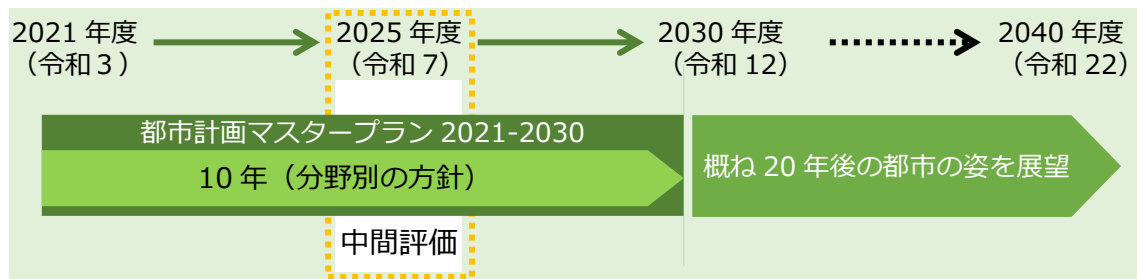 2021 年度
（令和３）
2025 年度
（令和 7）
2030 年度
（令和 12）
2040 年度
（令和 22）
都市計画マスタープラン 2021-2030
10 年（分野別の方針）
概ね 20 年後の都市の姿を展望
中間評価